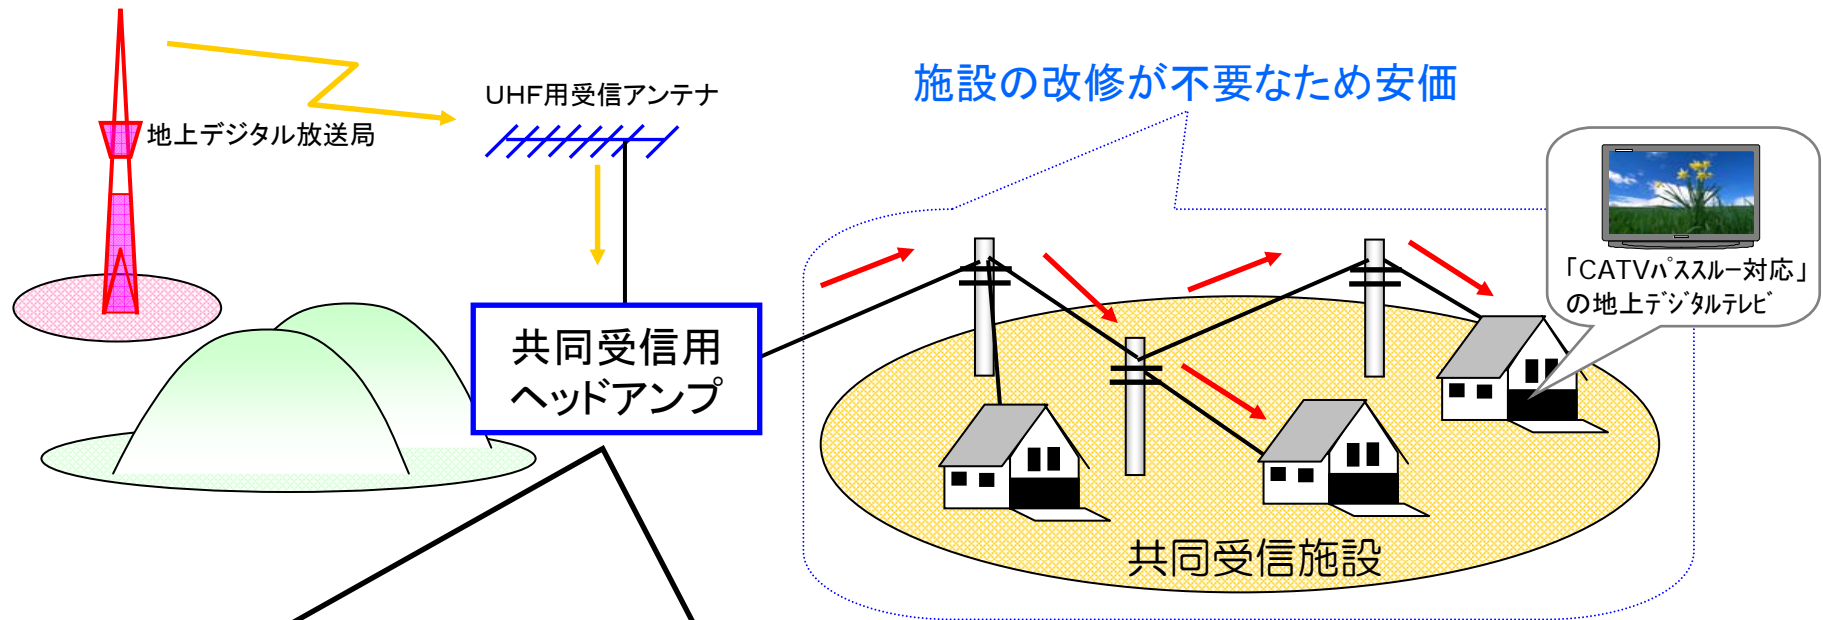 施設の改修が不要なため安価
UHF用受信アンテナ
地上デジタル放送局
「CATVパススルー対応」
の地上デジタルテレビ
共同受信用
ヘッドアンプ
共同受信施設